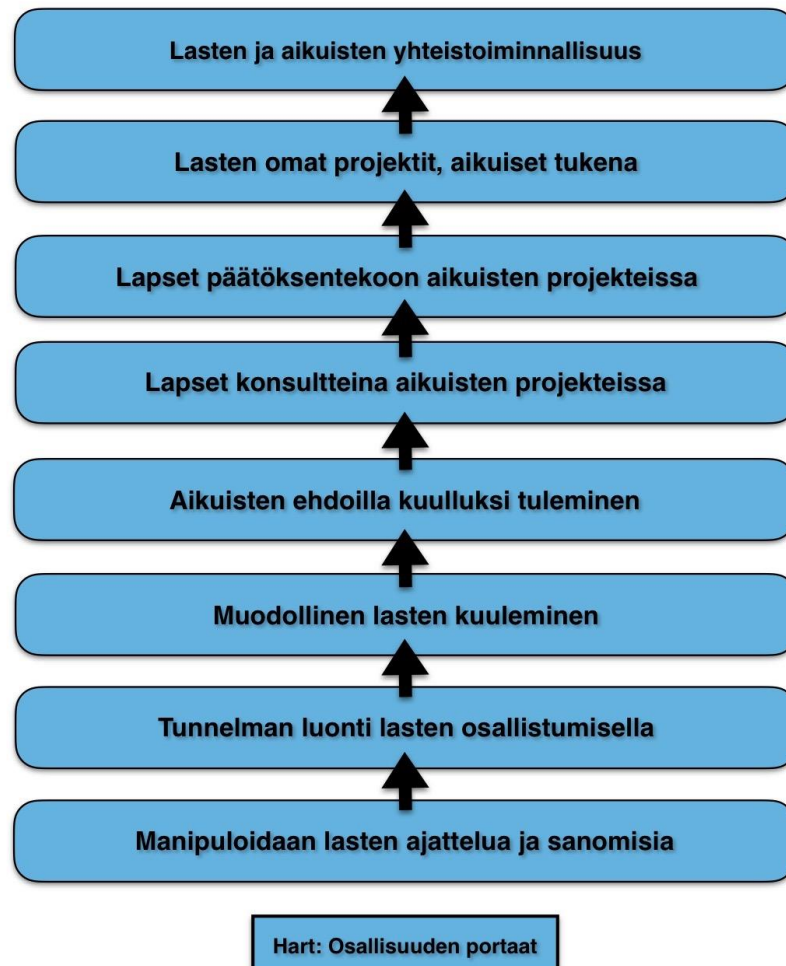 Lasten ja aikuisten yhteistoiminnallisuus
Lasten omat projektit, aikuiset tukena
Lapset päätöksentekoon aikuisten projekteissa
Lapset konsultteina aikuisten projekteissa
Aikuisten ehdoilla kuulluksi tuleminen
Muodollinen lasten kuuleminen
Tunnelman luonti lasten osallistumisella
Manipuloidaan lasten ajattelua ja sanomisia
Hart: Osallisuuden portaat